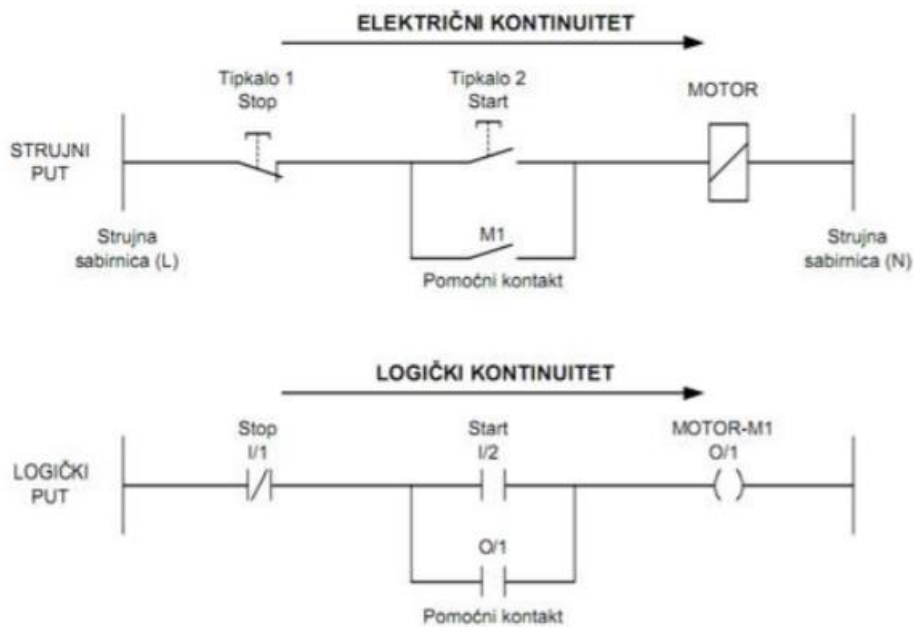 ELEKTRIČNI KONTINUITET
Tipkalo 1
Stop
Tipkalo 2
Start
MOTOR
STRUJNI
PUT
M1
Strujna
sabirnica (L)
Pomoćni kontakt
Strujna
sabirnica (N)
LOGIČKI KONTINUITET
Stop
I/1
Start
I/2
MOTOR-M1
O/1
LOGIČKI
PUT
O/1
Pomoćni kontakt